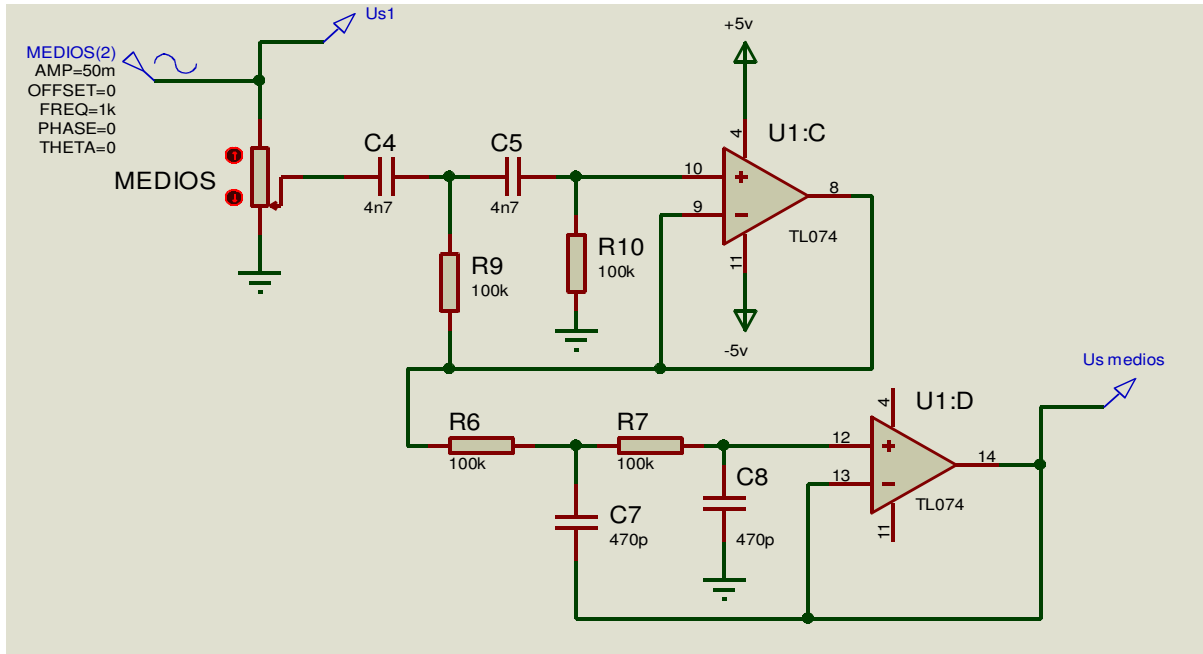 Us1
MEDIOS(2)
AMP=50m
OFFSET=0
FREQ=1k
PHASE=0
THETA=0
MEDIOS
C4
4n7
C5
4n7
R9
100k
R10
100k
+5v
4
U1:C
10
9
8
TL074
11
-5v
Us medios
R6
100k
R7
100k
C7
470p
C8
470p
4
U1:D
12
13
14
TL074
11